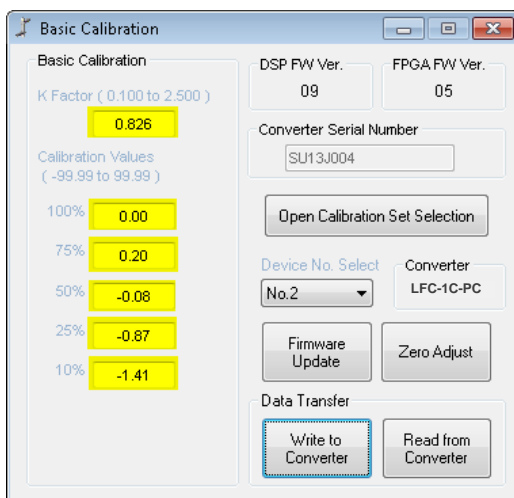 Basic Calibration
Basic Calibration
K Factor ( 0.100 to 2.500 )
0.826
Calibration Values
( -99.99 to 99.99 )
100% 0.00
75% 0.20
50% -0.08
25% -0.87
10% -1.41
DSP FW Ver. FPGA FW Ver.
09 05
Converter Serial Number
SU13J004
Open Calibration Set Selection
Device No. Select Converter
No.2 LFC-1C-PC
Firmware
Update
Zero Adjust
Data Transfer
Write to
Converter
Read from
Converter